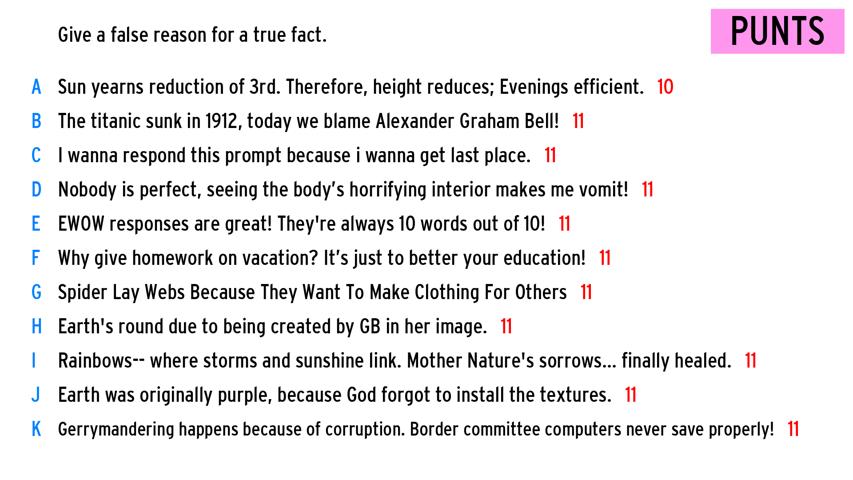 Give a false reason for a true fact.
PUNTS
A Sun yearns reduction of 3rd. Therefore, height reduces; Evenings efficient. 10
B The titanic sunk in 1912, today we blame Alexander Graham Bell! 11
C I wanna respond this prompt because i wanna get last place. 11
D Nobody is perfect, seeing the body's horrifying interior makes me vomit! 11
E EWOW responses are great! They're always 10 words out of 10! 11
F Why give homework on vacation? It's just to better your education! 11
G Spider Lay Webs Because They Want To Make Clothing For Others 11
H Earth's round due to being created by GB in her image. 11
I Rainbows-- where storms and sunshine link. Mother Nature's sorrows... finally healed. 11
J Earth was originally purple, because God forgot to install the textures. 11
K Gerrymandering happens because of corruption. Border committee computers never save properly! 11